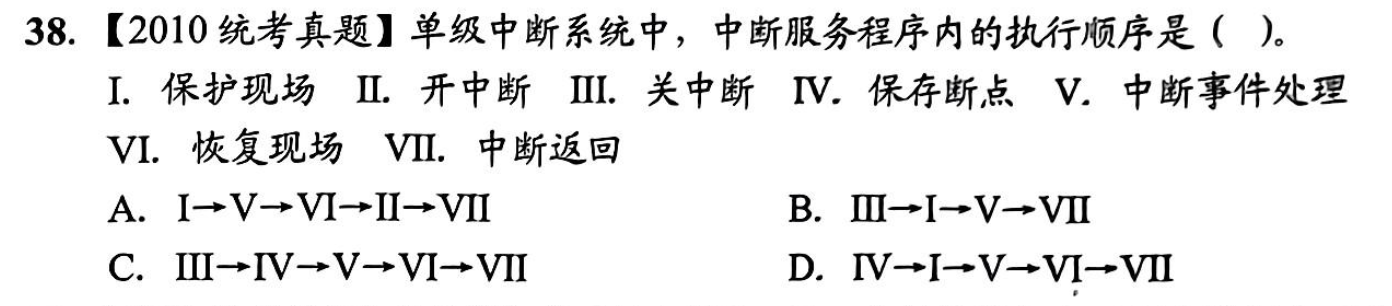 38. 【2010 统考真题】单级中断系统中，中断服务程序内的执行顺序是（ ）。
I. 保护现场 II. 开中断 III. 关中断 IV. 保存断点 V. 中断事件处理
VI. 恢复现场 VII. 中断返回
A. I→V→VI→II→VII B. III→I→V→VII
C. III→IV→V→VI→VII D. IV→I→V→VI→VII